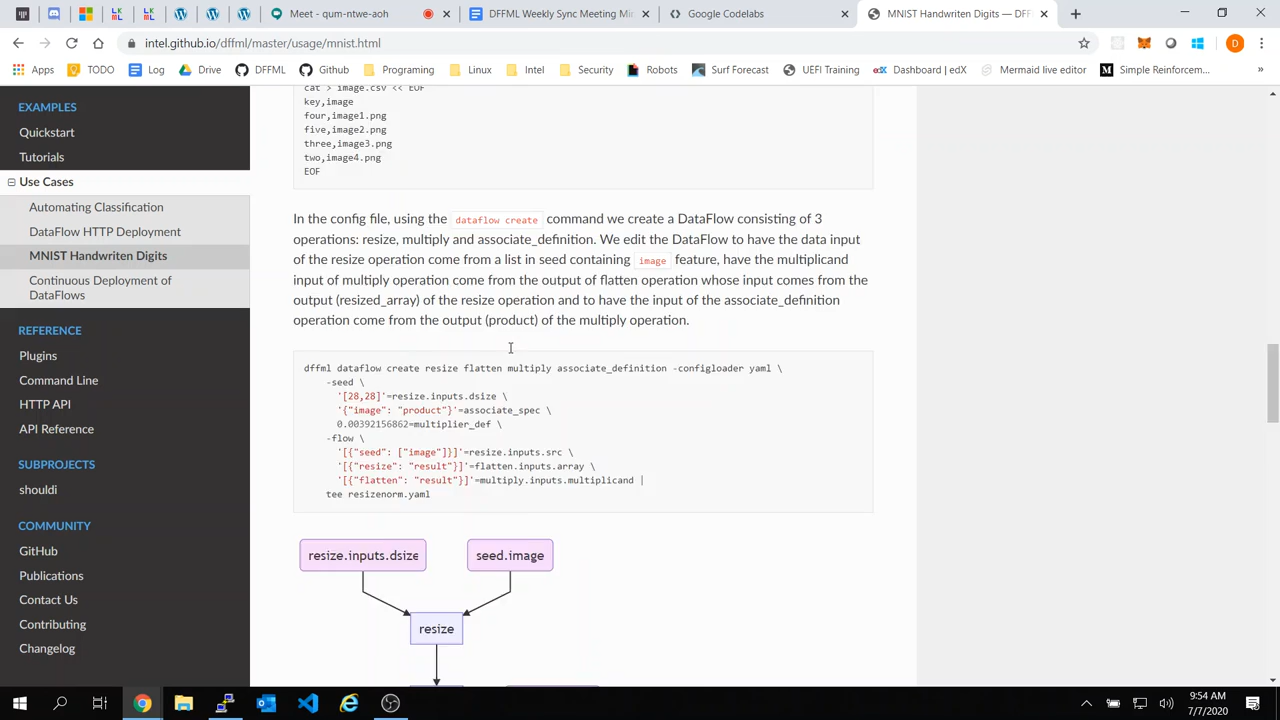 Meet - qum-ntwe-aoh
DFFML Weekly Sync Meeting Mi
Google Codelabs
MNIST Handwriten Digits — DFF
intel.github.io/dffml/master/usage/mnist.html
D
Apps
TODO
Log
Drive
DFFML
Github
Programing
Linux
Intel
Security
Robots
Surf Forecast
UEFI Training
edX
Dashboard | edX
Mermaid live editor
Simple Reinforcem...
»
EXAMPLES
Quickstart
Tutorials
Use Cases
Automating Classification
DataFlow HTTP Deployment
MNIST Handwriten Digits
Continuous Deployment of
DataFlows
REFERENCE
Plugins
Command Line
HTTP API
API Reference
SUBPROJECTS
shouldi
COMMUNITY
GitHub
Publications
Contact Us
Contributing
Changelog
cat > image.csv << EOF
key,image
four,image1.png
five,image2.png
three,image3.png
two,image4.png
EOF
In the config file, using the dataflow create command we create a DataFlow consisting of 3
operations: resize, multiply and associate_definition. We edit the DataFlow to have the data input
of the resize operation come from a list in seed containing image feature, have the multiplicand
input of multiply operation come from the output of flatten operation whose input comes from the
output (resized_array) of the resize operation and to have the input of the associate_definition
operation come from the output (product) of the multiply operation.
dffml dataflow create resize flatten multiply associate_definition -configloader yaml \
-seed \
'[28,28]'=resize.inputs.dsize \
'{"image": "product"}'=associate_spec \
0.00392156862=multiplier_def \
-flow \
'[{"seed": ["image"]}]'=resize.inputs.src \
'[{"resize": "result"}]'=flatten.inputs.array \
'[{"flatten": "result"}]'=multiply.inputs.multiplicand |
tee resizenorm.yaml
resize.inputs.dsize
seed.image
resize
9:54 AM
7/7/2020